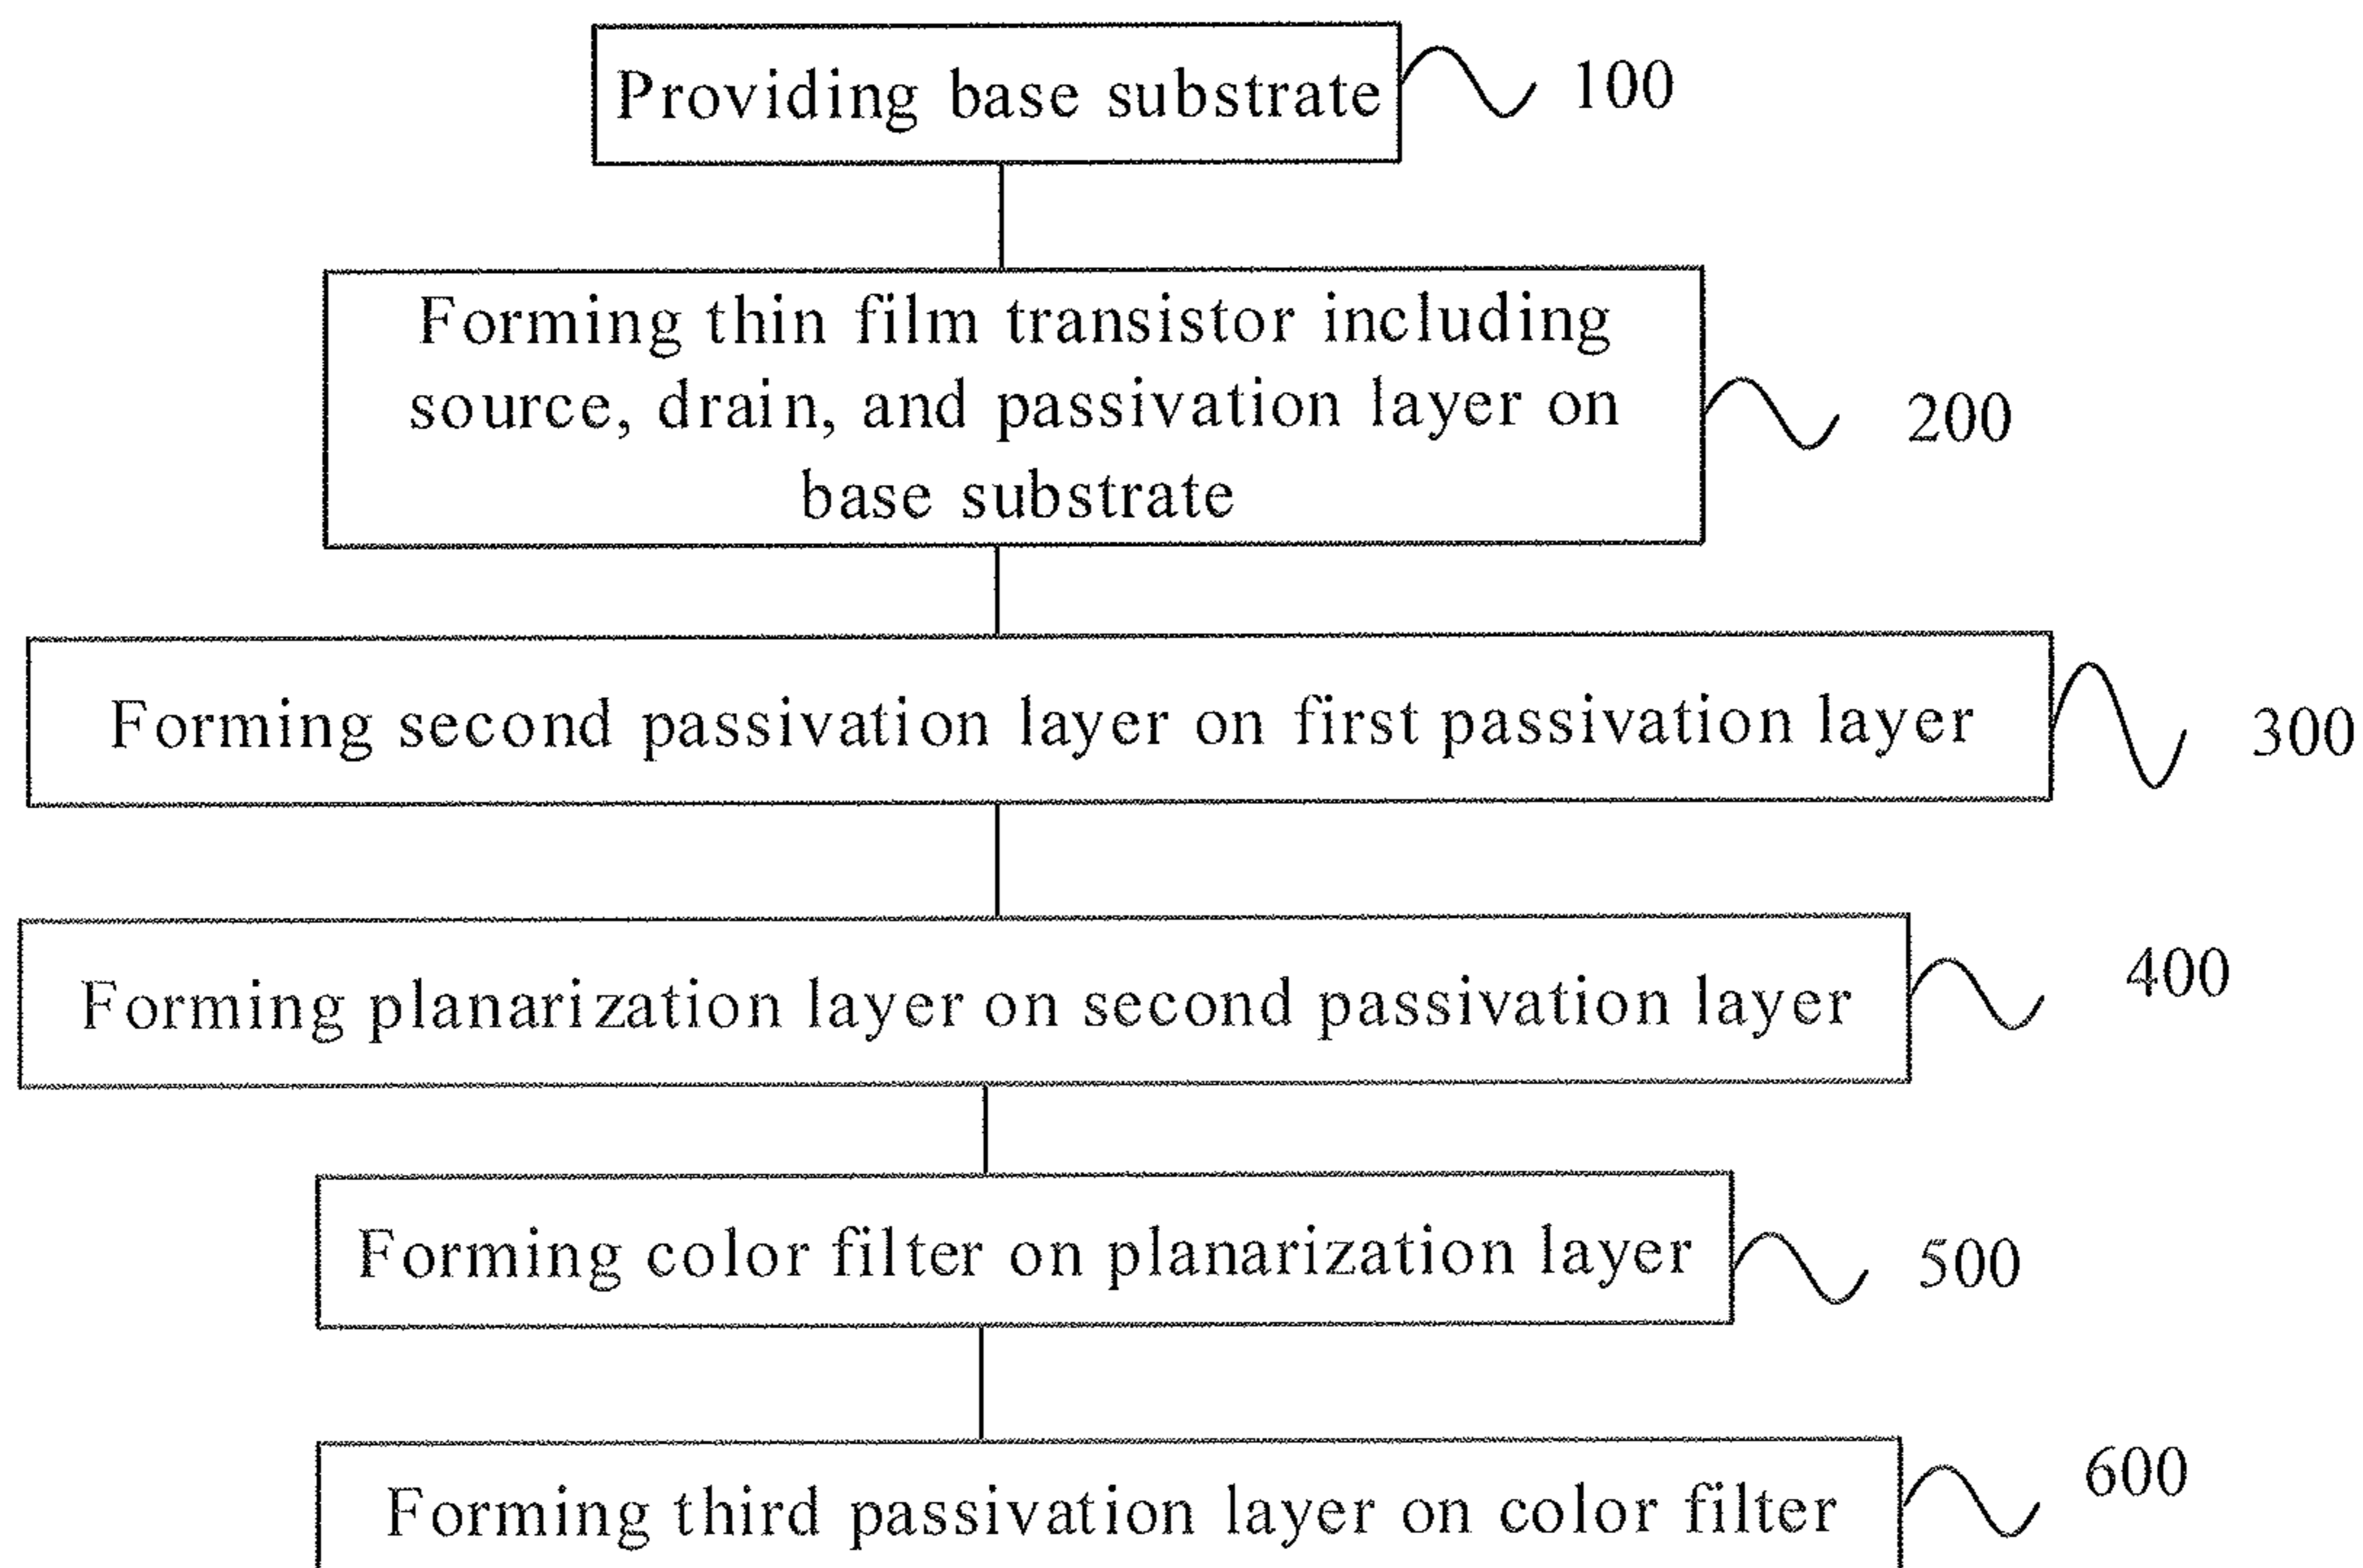 Providing base substrate
100
Forming thin film transistor including
source, drain, and passivation layer on
base substrate
200
Forming second passivation layer on first passivation layer
300
Forming planarization layer on second passivation layer
400
Forming color filter on planarization layer
500
Forming third passivation layer on color filter
600